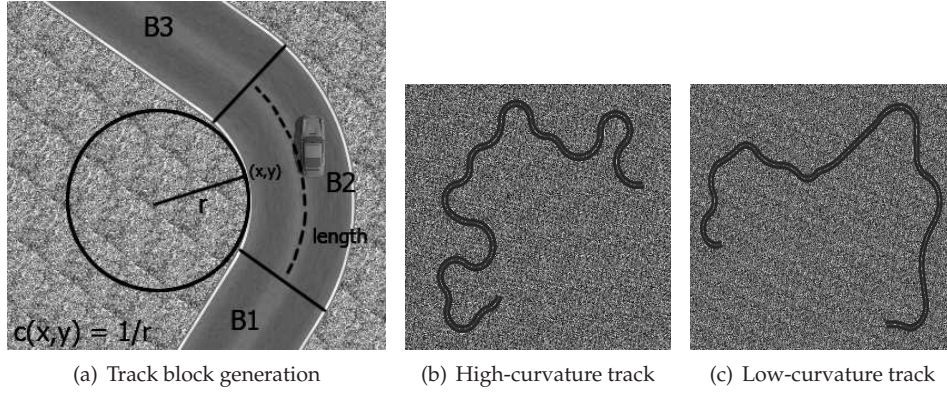 B3
(x,y)
r
B2
length
B1
c(x,y) = 1/r
(a) Track block generation
(b) High-curvature track
(c) Low-curvature track